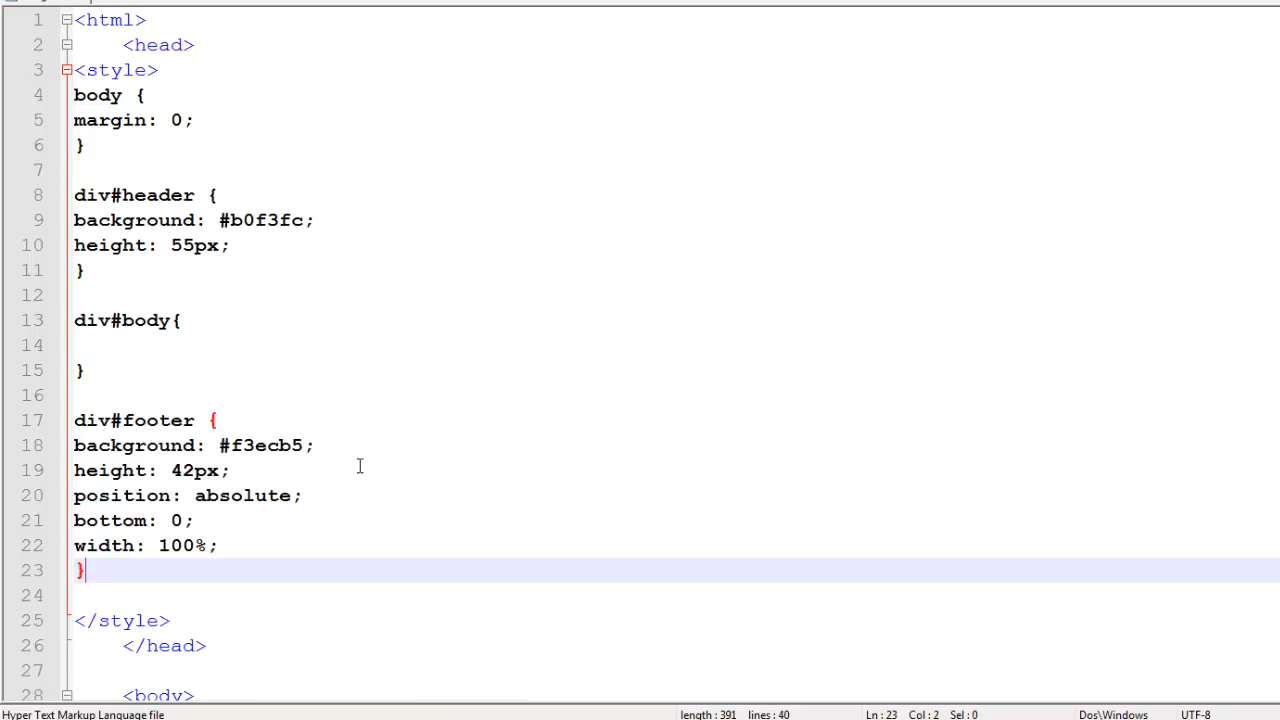 1 <html>
2 <head>
3 <style>
4 body {
5 margin: 0;
6 }
7
8 div#header {
9 background: #b0f3fc;
10 height: 55px;
11 }
12
13 div#body{
14
15 }
16
17 div#footer {
18 background: #f3ecb5;
19 height: 42px;
20 position: absolute;
21 bottom: 0;
22 width: 100%;
23 }
24
25 </style>
26 </head>
27
28 <body>
Hyper Text Markup Language file length : 391 lines : 40 Ln : 23 Col : 2 Sel : 0 Dos\Windows UTF-8